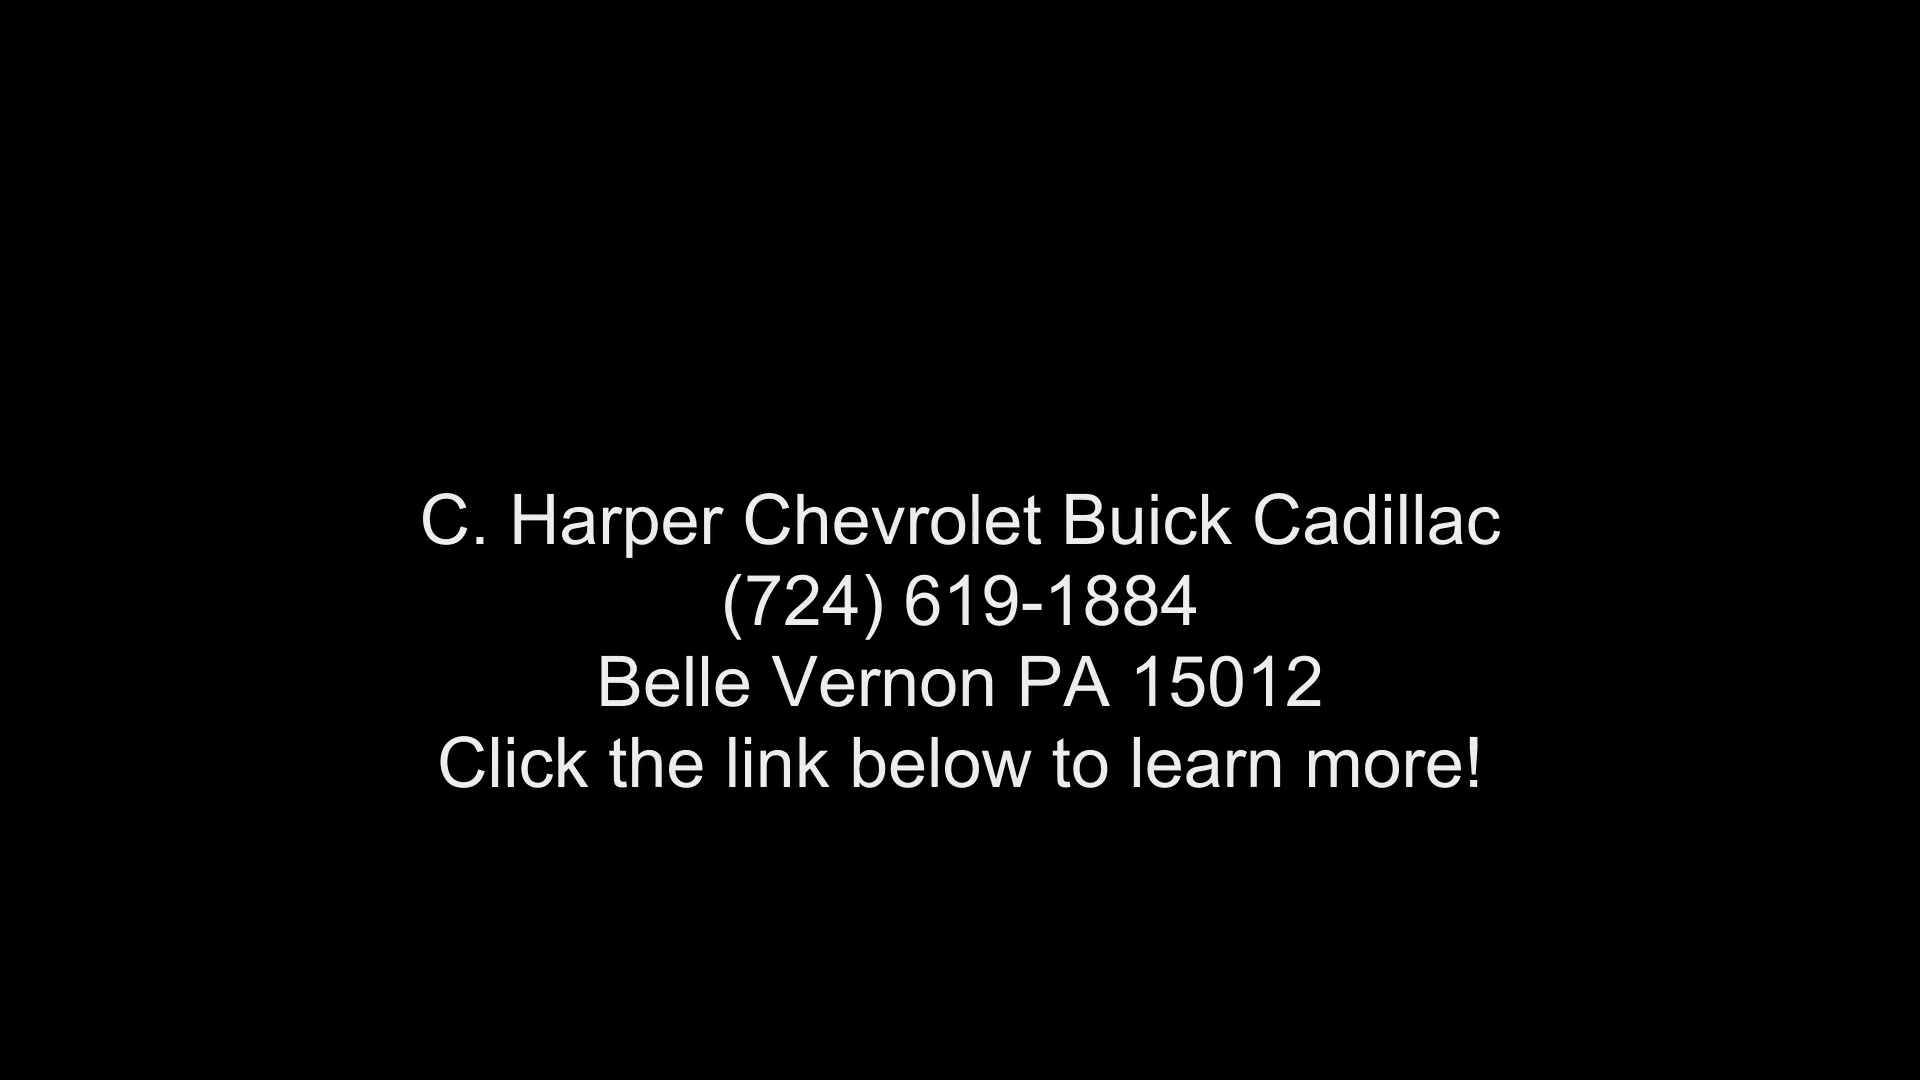 C. Harper Chevrolet Buick Cadillac
(724) 619-1884
Belle Vernon PA 15012
Click the link below to learn more!